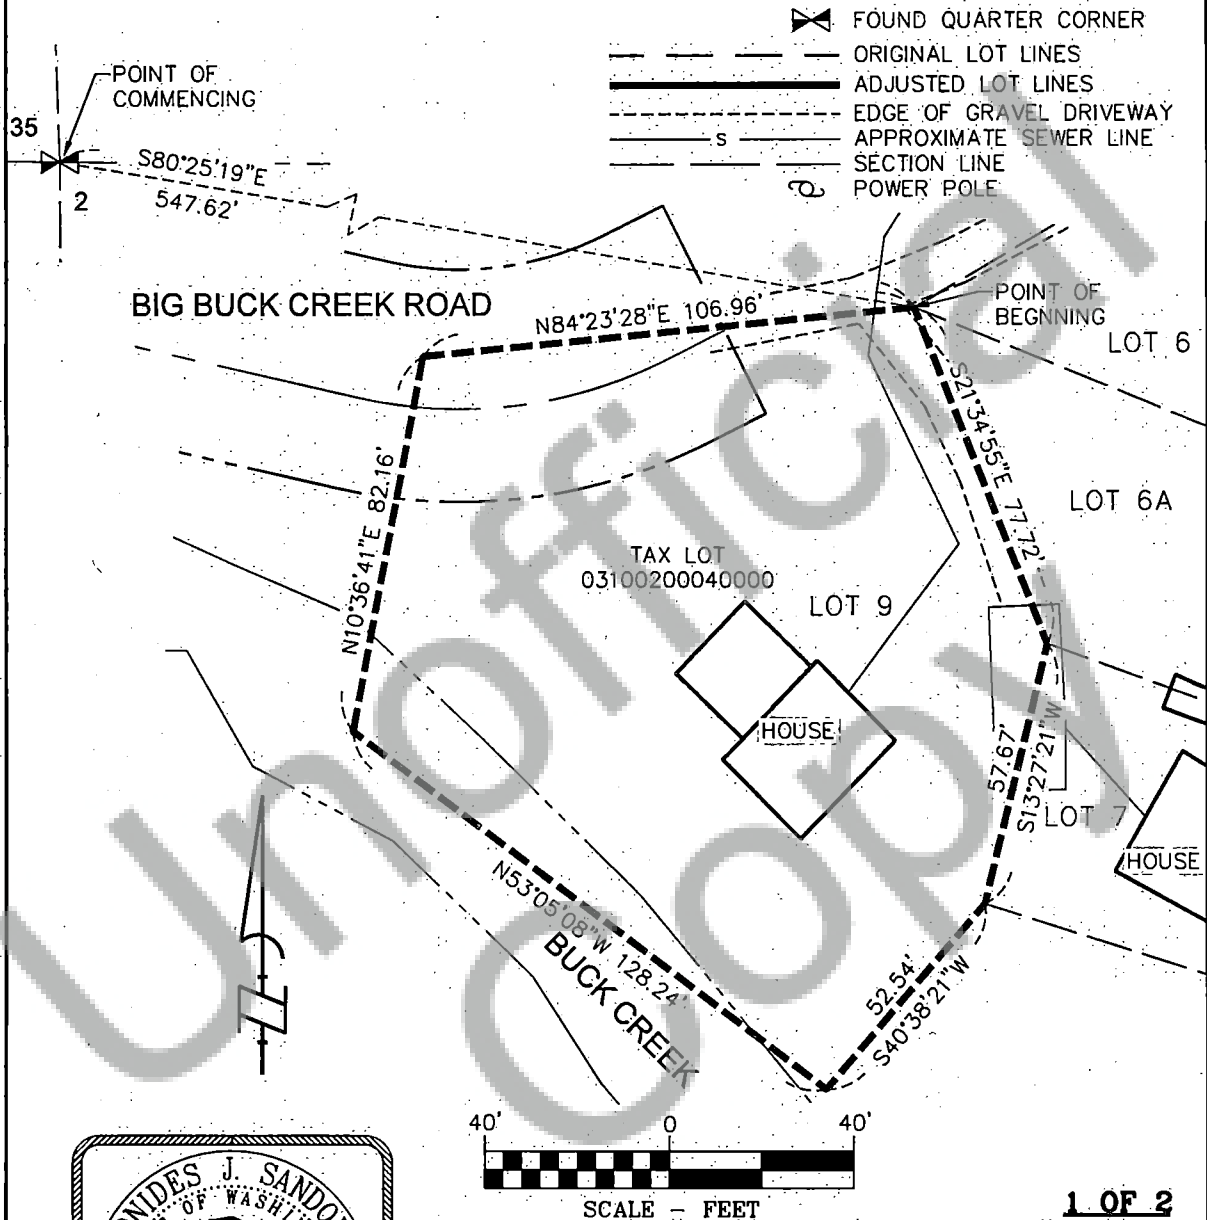 FOUND QUARTER CORNER
ORIGINAL LOT LINES
ADJUSTED LOT LINES
EDGE OF GRAVEL DRIVEWAY
S
APPROXIMATE SEWER LINE
SECTION LINE
POWER POLE
POINT OF
COMMENCING
35
2
S80°25'19"E
547.62'
BIG BUCK CREEK ROAD
N84°23'28"E 106.96'
POINT OF
BEGNNING
LOT 6
S21°34'55"E 77.72'
LOT 6A
N10°36'41"E 82.16'
TAX LOT
03100200040000
LOT 9
HOUSE
57.67'
S13°27'21"W
LOT 7
HOUSE
N53°05'08"W 128.24'
BUCK CREEK
52.54'
S40°38'21"W
Z
40' 0 40'
SCALE - FEET
1 OF 2
NIDES J. SANDO
OF WASHI
Unofficial
Copy